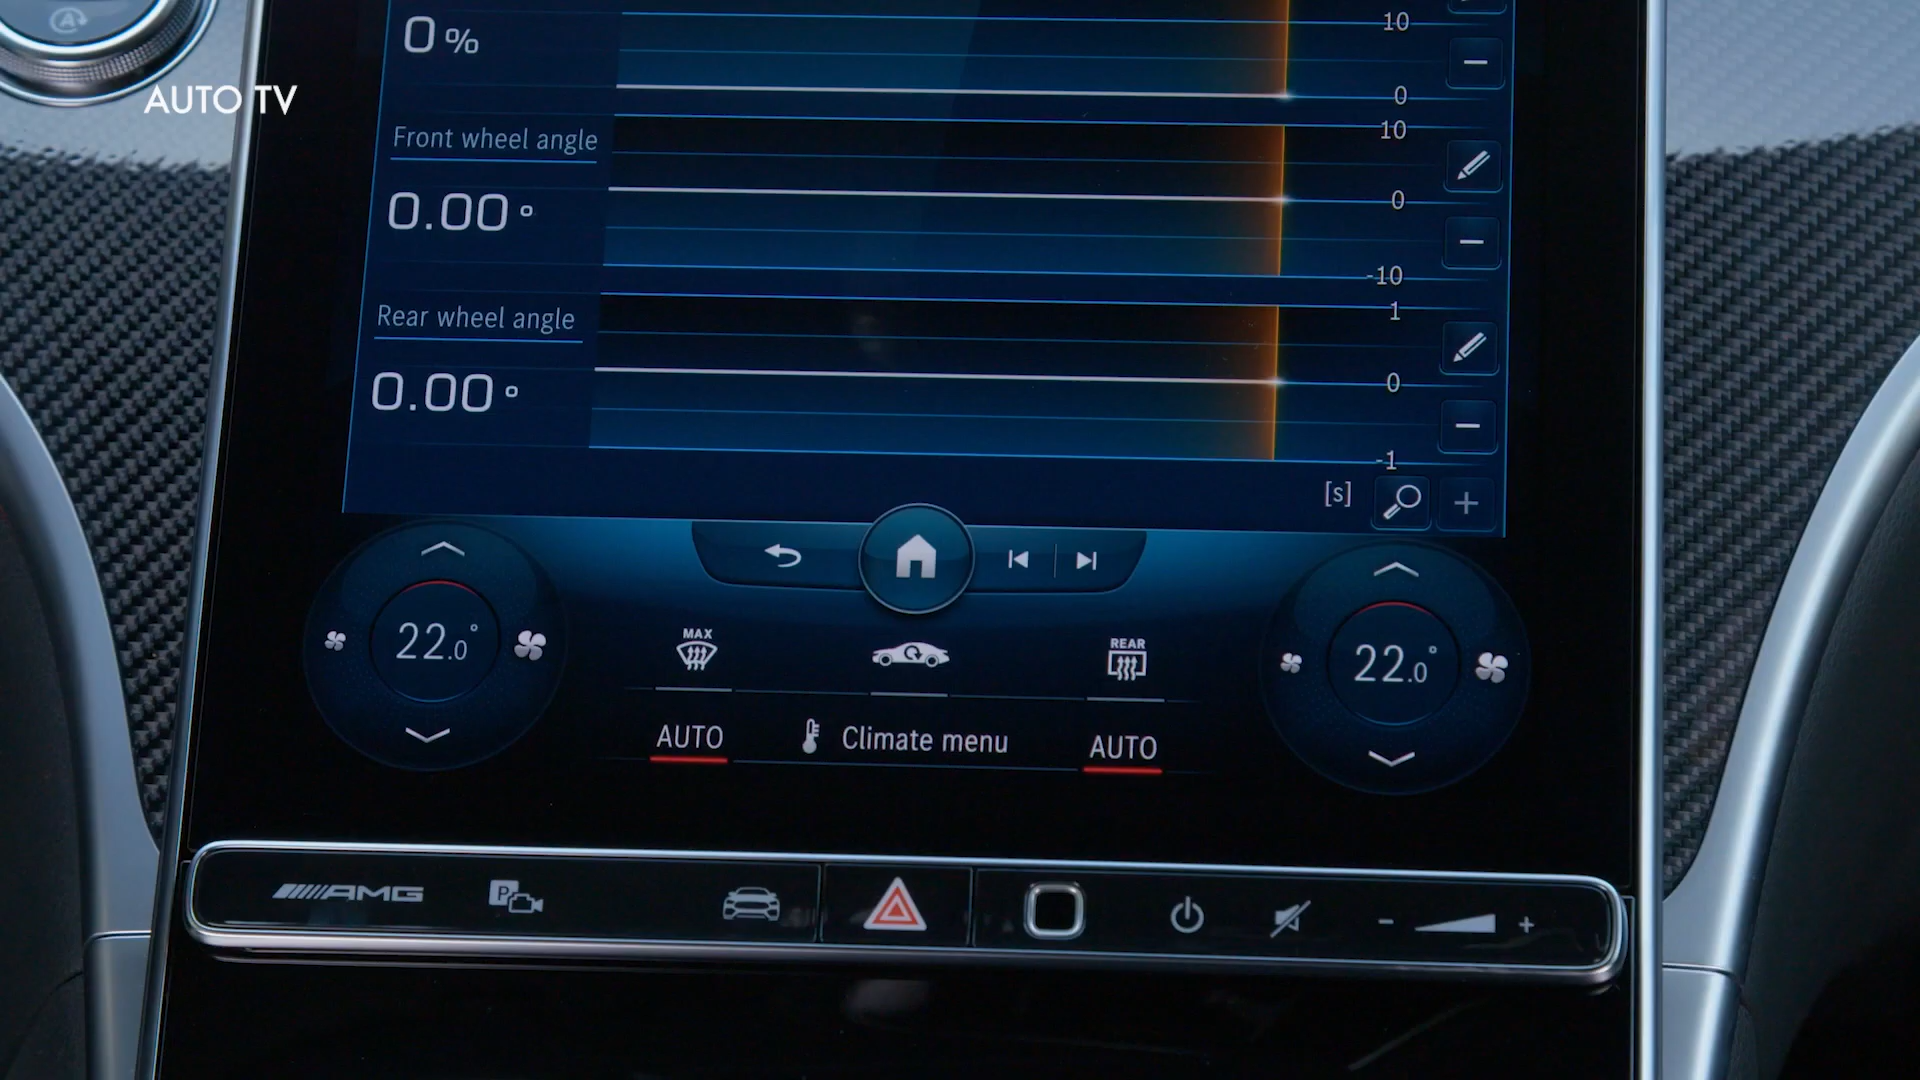 AUTO TV
0 %
10
0
Front wheel angle
0.00 °
10
0
-10
Rear wheel angle
0.00 °
1
0
-1
[s]
22.0°
22.0°
MAX
REAR
AUTO
Climate menu
AUTO
AMG
P
- +